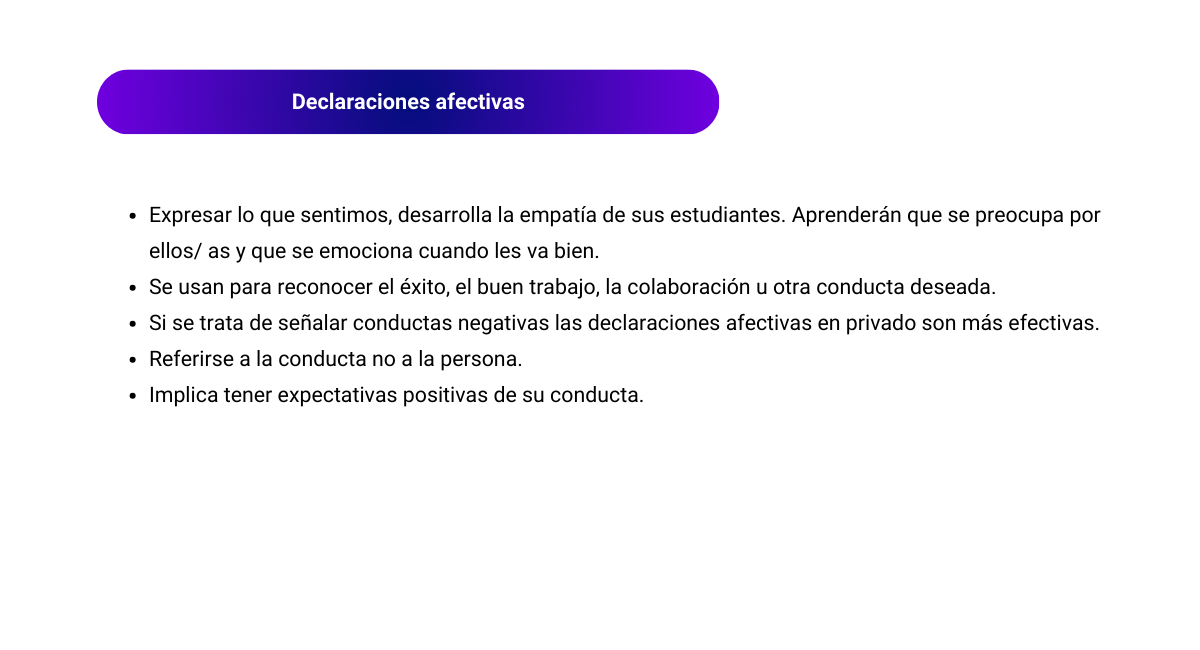 Declaraciones afectivas
• Expresar lo que sentimos, desarrolla la empatía de sus estudiantes. Aprenderán que se preocupa por
ellos/ as y que se emociona cuando les va bien.
• Se usan para reconocer el éxito, el buen trabajo, la colaboración u otra conducta deseada.
• Si se trata de señalar conductas negativas las declaraciones afectivas en privado son más efectivas.
• Referirse a la conducta no a la persona.
• Implica tener expectativas positivas de su conducta.